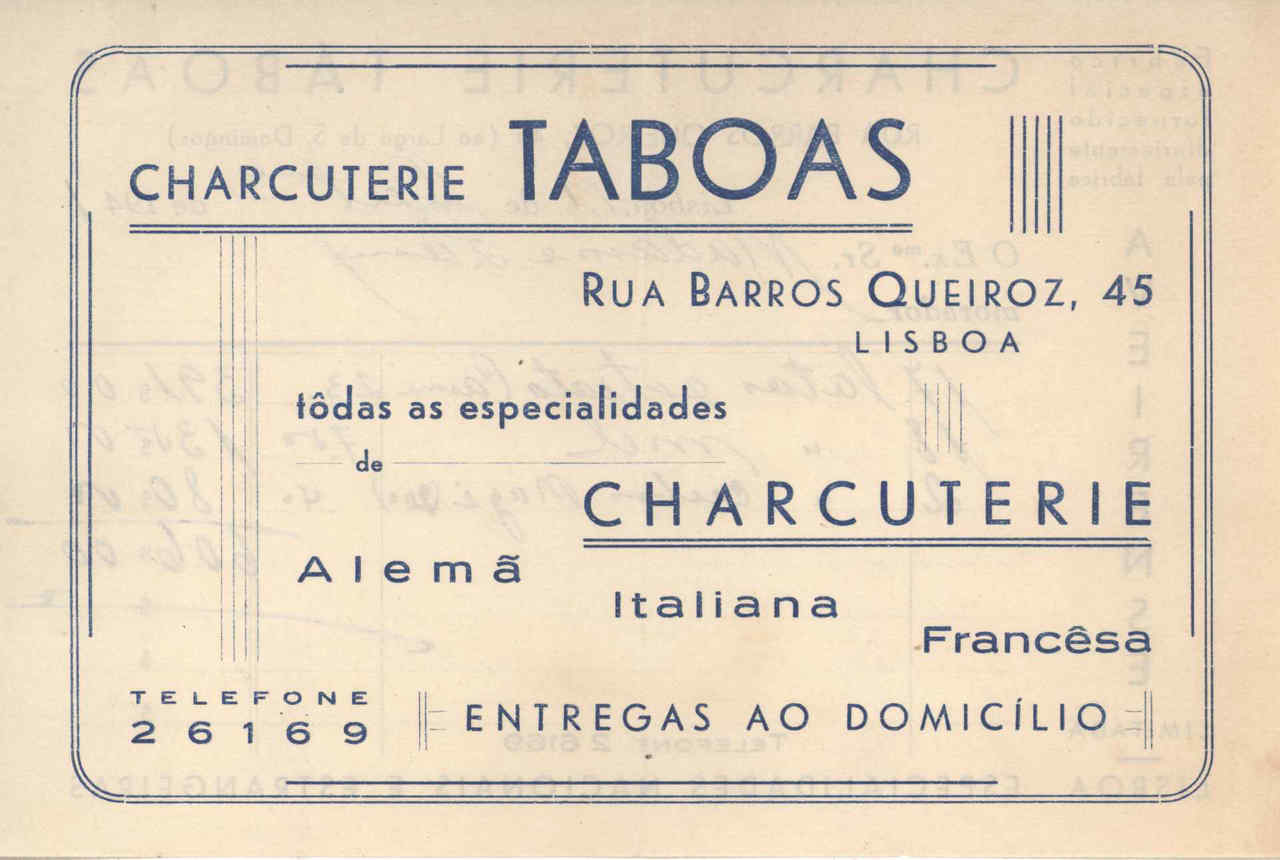 CHARCUTERIE TABOAS
RUA BARROS QUEIROZ, 45
LISBOA
tôdas as especialidades
de
CHARCUTERIE
Alemã
Italiana
Francêsa
TELEFONE
26169
ENTREGAS AO DOMICÍLIO